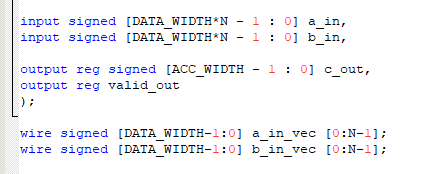 input signed [DATA_WIDTH*N - 1 : 0] a_in,
input signed [DATA_WIDTH*N - 1 : 0] b_in,
output reg signed [ACC_WIDTH - 1 : 0] c_out,
output reg valid_out
);
wire signed [DATA_WIDTH-1:0] a_in_vec [0:N-1];
wire signed [DATA_WIDTH-1:0] b_in_vec [0:N-1];